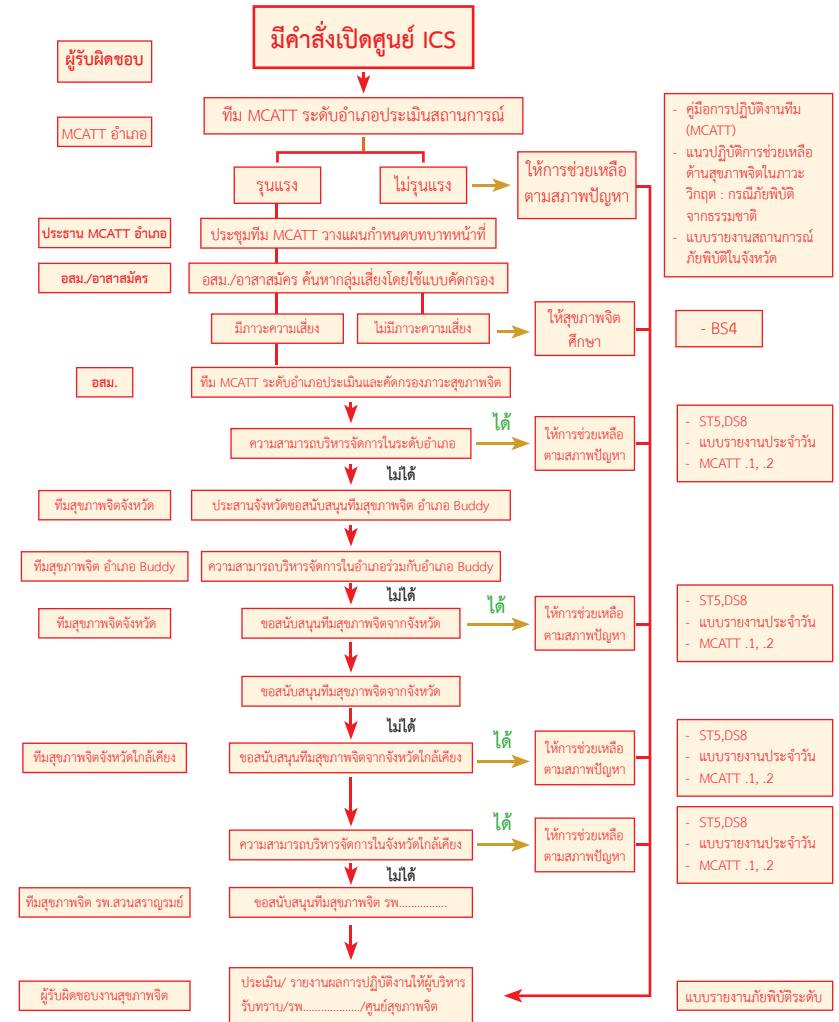 มีคำสั่งเปิดศูนย์ ICS
ผู้รับผิดชอบ
MCATT อำเภอ
ทีม MCATT ระดับอำเภอประเมินสถานการณ์
- คู่มือการปฏิบัติงานทีม
(MCATT)
- แนวปฏิบัติการช่วยเหลือ
ด้านสุขภาพจิตในภาวะ
วิกฤต : กรณีภัยพิบัติ
จากธรรมชาติ
- แบบรายงานสถานการณ์
ภัยพิบัติในจังหวัด
รุนแรง
ไม่รุนแรง
ให้การช่วยเหลือ
ตามสภาพปัญหา
ประธาน MCATT อำเภอ
ประชุมทีม MCATT วางแผนกำหนดบทบาทหน้าที่
อสม./อาสาสมัคร
อสม./อาสาสมัคร ค้นหากลุ่มเสี่ยงโดยใช้แบบคัดกรอง
มีภาวะความเสี่ยง
ไม่มีภาวะความเสี่ยง
ให้สุขภาพจิต
ศึกษา
- BS4
อสม.
ทีม MCATT ระดับอำเภอประเมินและคัดกรองภาวะสุขภาพจิต
ความสามารถบริหารจัดการในระดับอำเภอ
ได้
ให้การช่วยเหลือ
ตามสภาพปัญหา
- ST5,DS8
- แบบรายงานประจำวัน
- MCATT .1, .2
ไม่ได้
ทีมสุขภาพจิตจังหวัด
ประสานจังหวัดขอสนับสนุนทีมสุขภาพจิต อำเภอ Buddy
ทีมสุขภาพจิต อำเภอ Buddy
ความสามารถบริหารจัดการในอำเภอร่วมกับอำเภอ Buddy
ไม่ได้
ทีมสุขภาพจิตจังหวัด
ขอสนับสนุนทีมสุขภาพจิตจากจังหวัด
ได้
ให้การช่วยเหลือ
ตามสภาพปัญหา
- ST5,DS8
- แบบรายงานประจำวัน
- MCATT .1, .2
ขอสนับสนุนทีมสุขภาพจิตจากจังหวัด
ไม่ได้
ทีมสุขภาพจิตจังหวัดใกล้เคียง
ขอสนับสนุนทีมสุขภาพจิตจากจังหวัดใกล้เคียง
ได้
ให้การช่วยเหลือ
ตามสภาพปัญหา
- ST5,DS8
- แบบรายงานประจำวัน
- MCATT .1, .2
ความสามารถบริหารจัดการในจังหวัดใกล้เคียง
ได้
ให้การช่วยเหลือ
ตามสภาพปัญหา
- ST5,DS8
- แบบรายงานประจำวัน
- MCATT .1, .2
ไม่ได้
ทีมสุขภาพจิต รพ.สวนสราญรมย์
ขอสนับสนุนทีมสุขภาพจิต รพ...............
ผู้รับผิดชอบงานสุขภาพจิต
ประเมิน/ รายงานผลการปฏิบัติงานให้ผู้บริหาร
รับทราบ/รพ.................../ศูนย์สุขภาพจิต
แบบรายงานภัยพิบัติระดับ